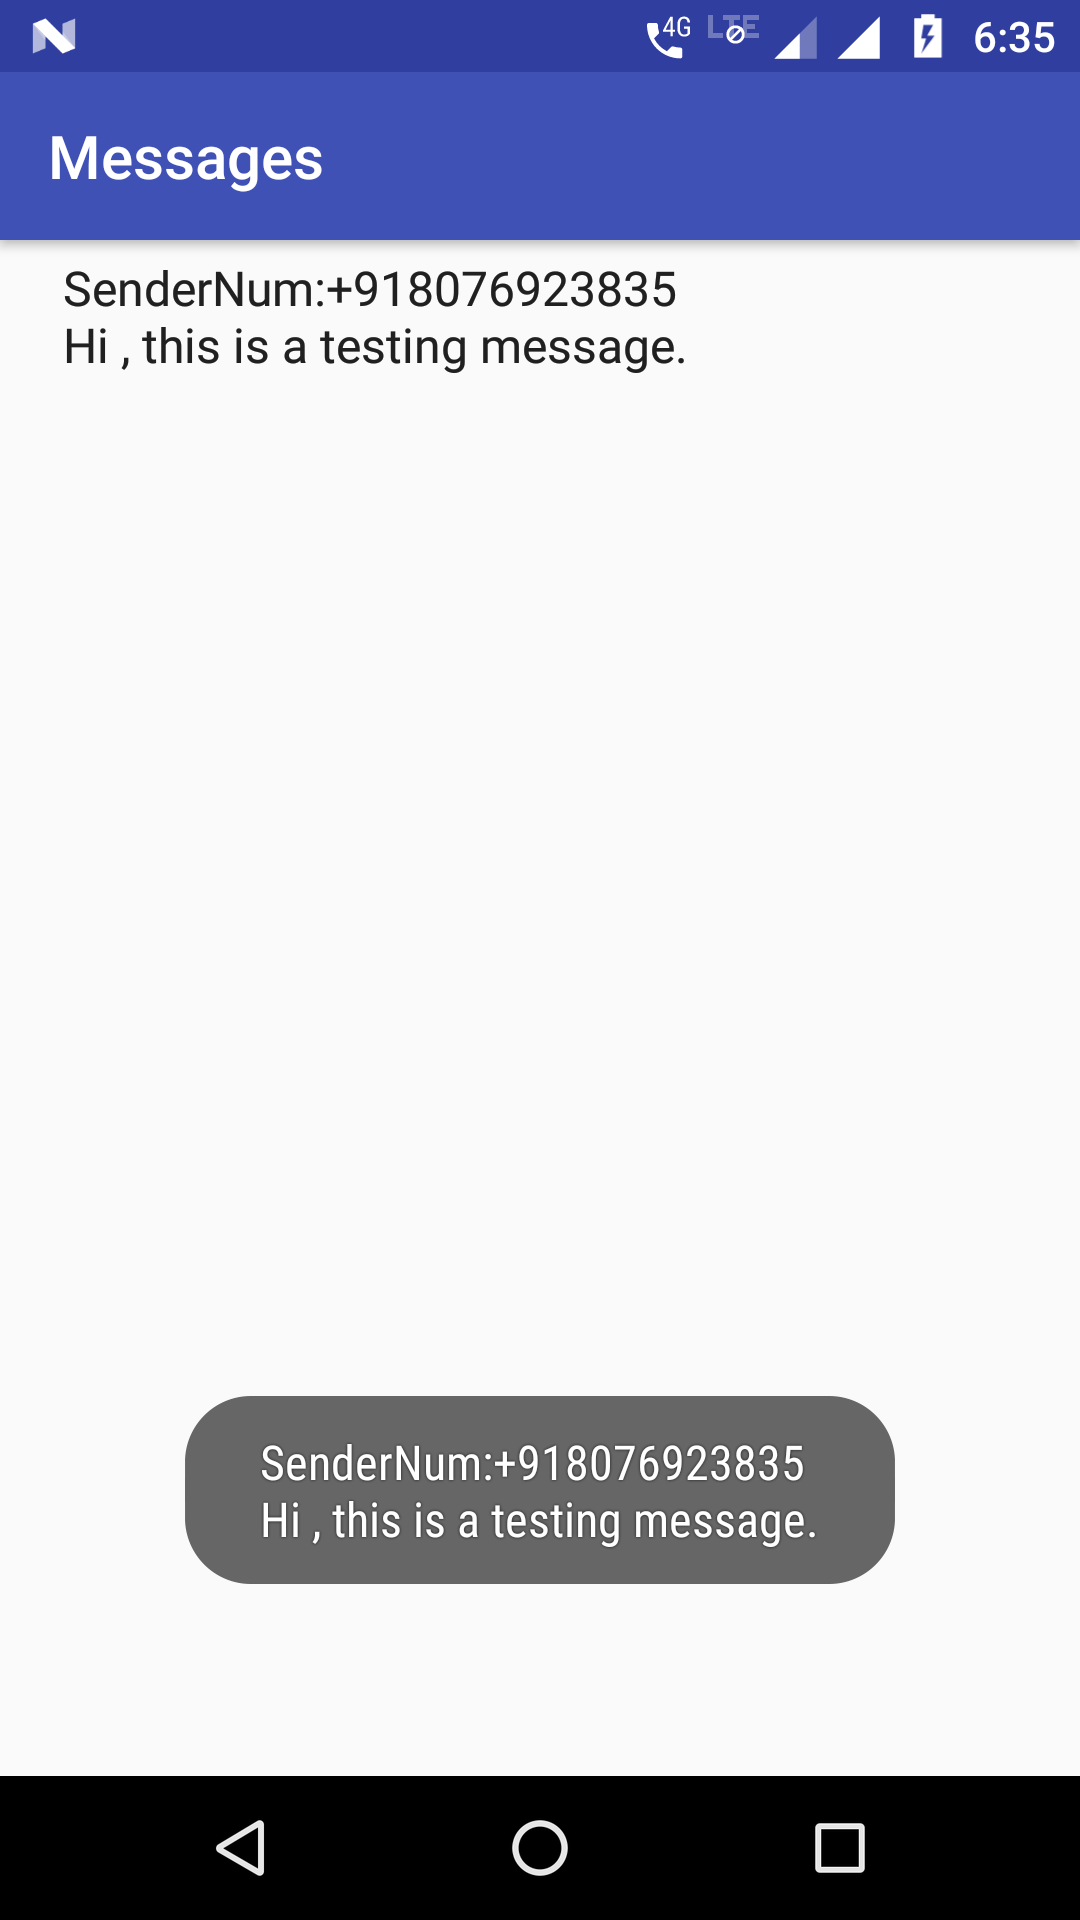 4G LTE 6:35
Messages
SenderNum:+918076923835
Hi , this is a testing message.
SenderNum:+918076923835
Hi , this is a testing message.